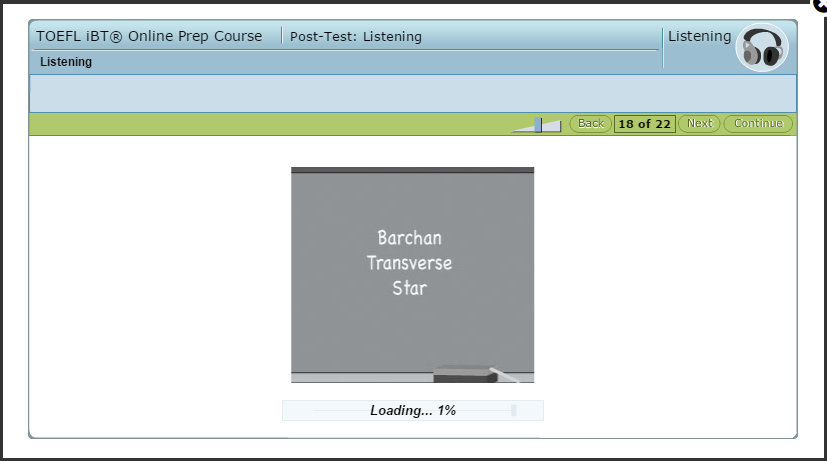 TOEFL iBT® Online Prep Course
Post-Test: Listening
Listening
Listening
Back
18 of 22
Next
Continue
Barchan
Transverse
Star
Loading... 1%